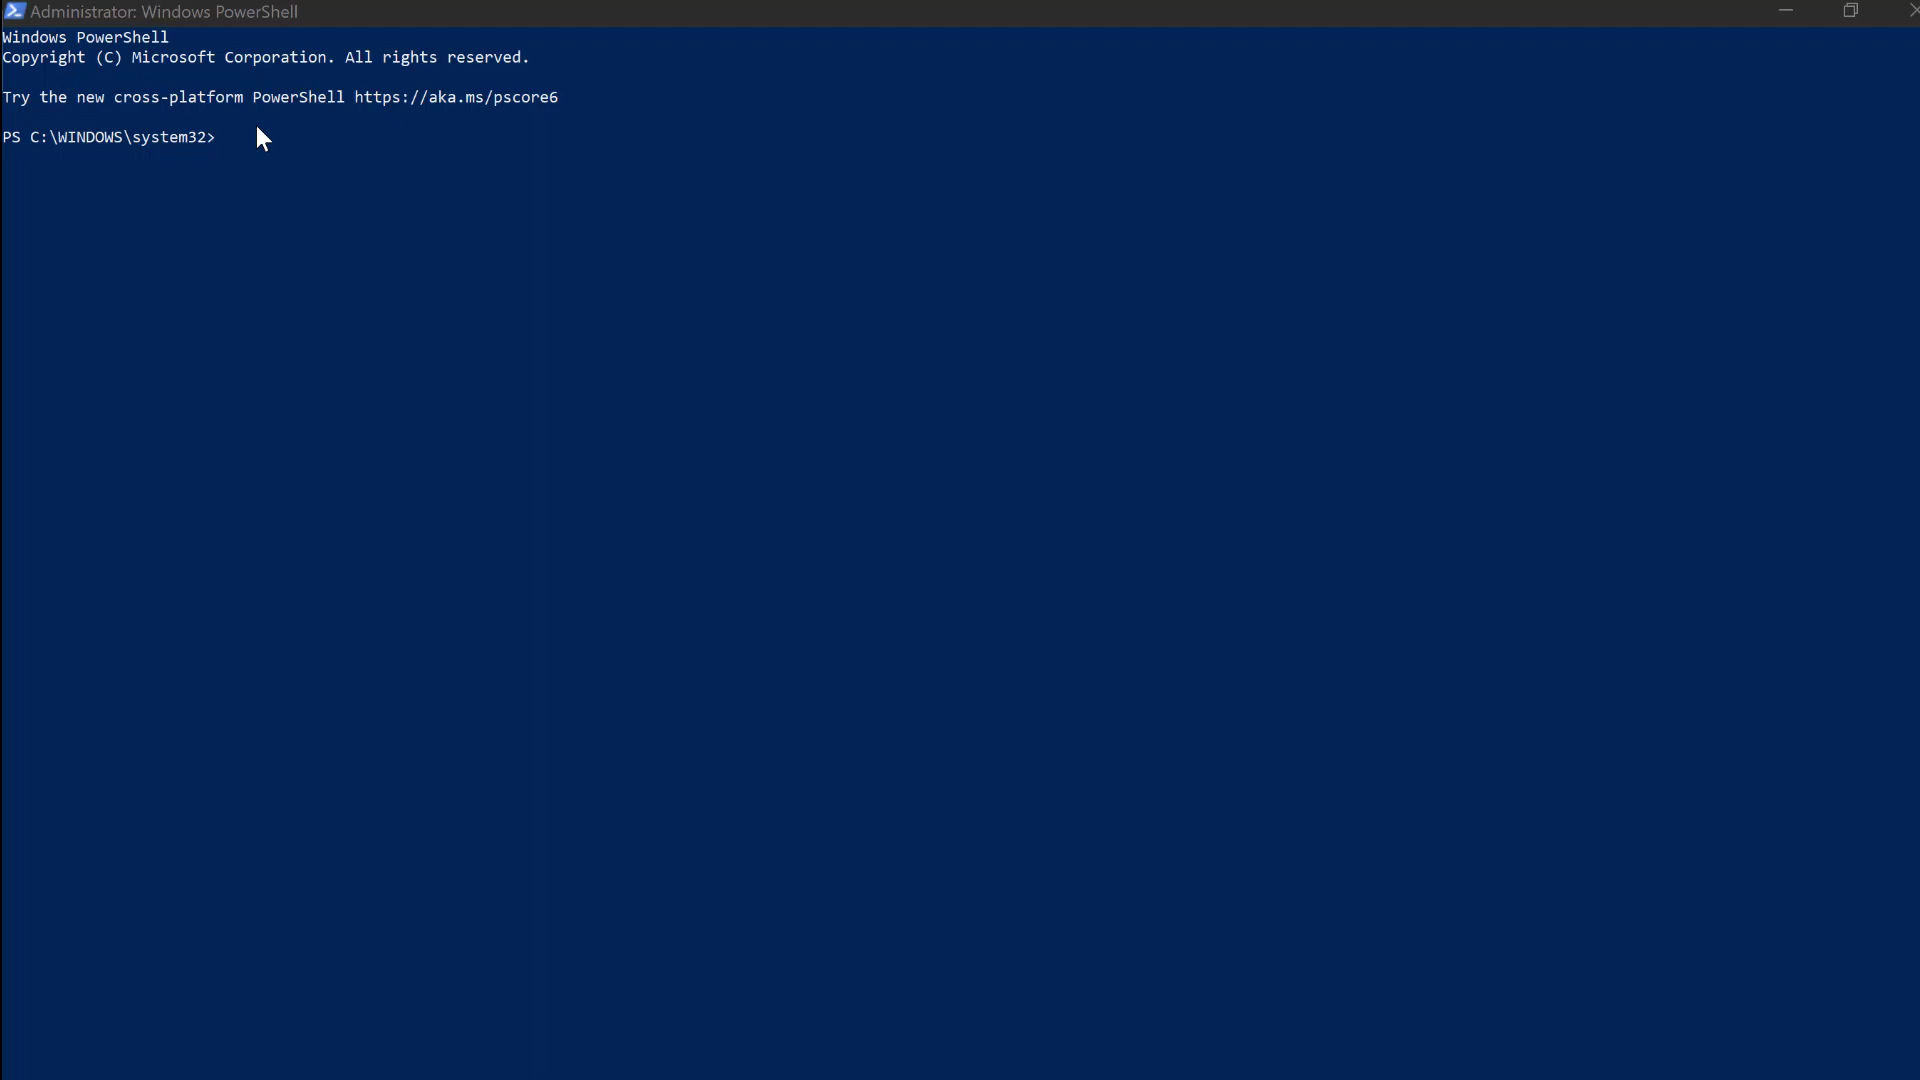 Administrator: Windows PowerShell
Windows PowerShell
Copyright (C) Microsoft Corporation. All rights reserved.
Try the new cross-platform PowerShell https://aka.ms/pscore6
PS C:\WINDOWS\system32>